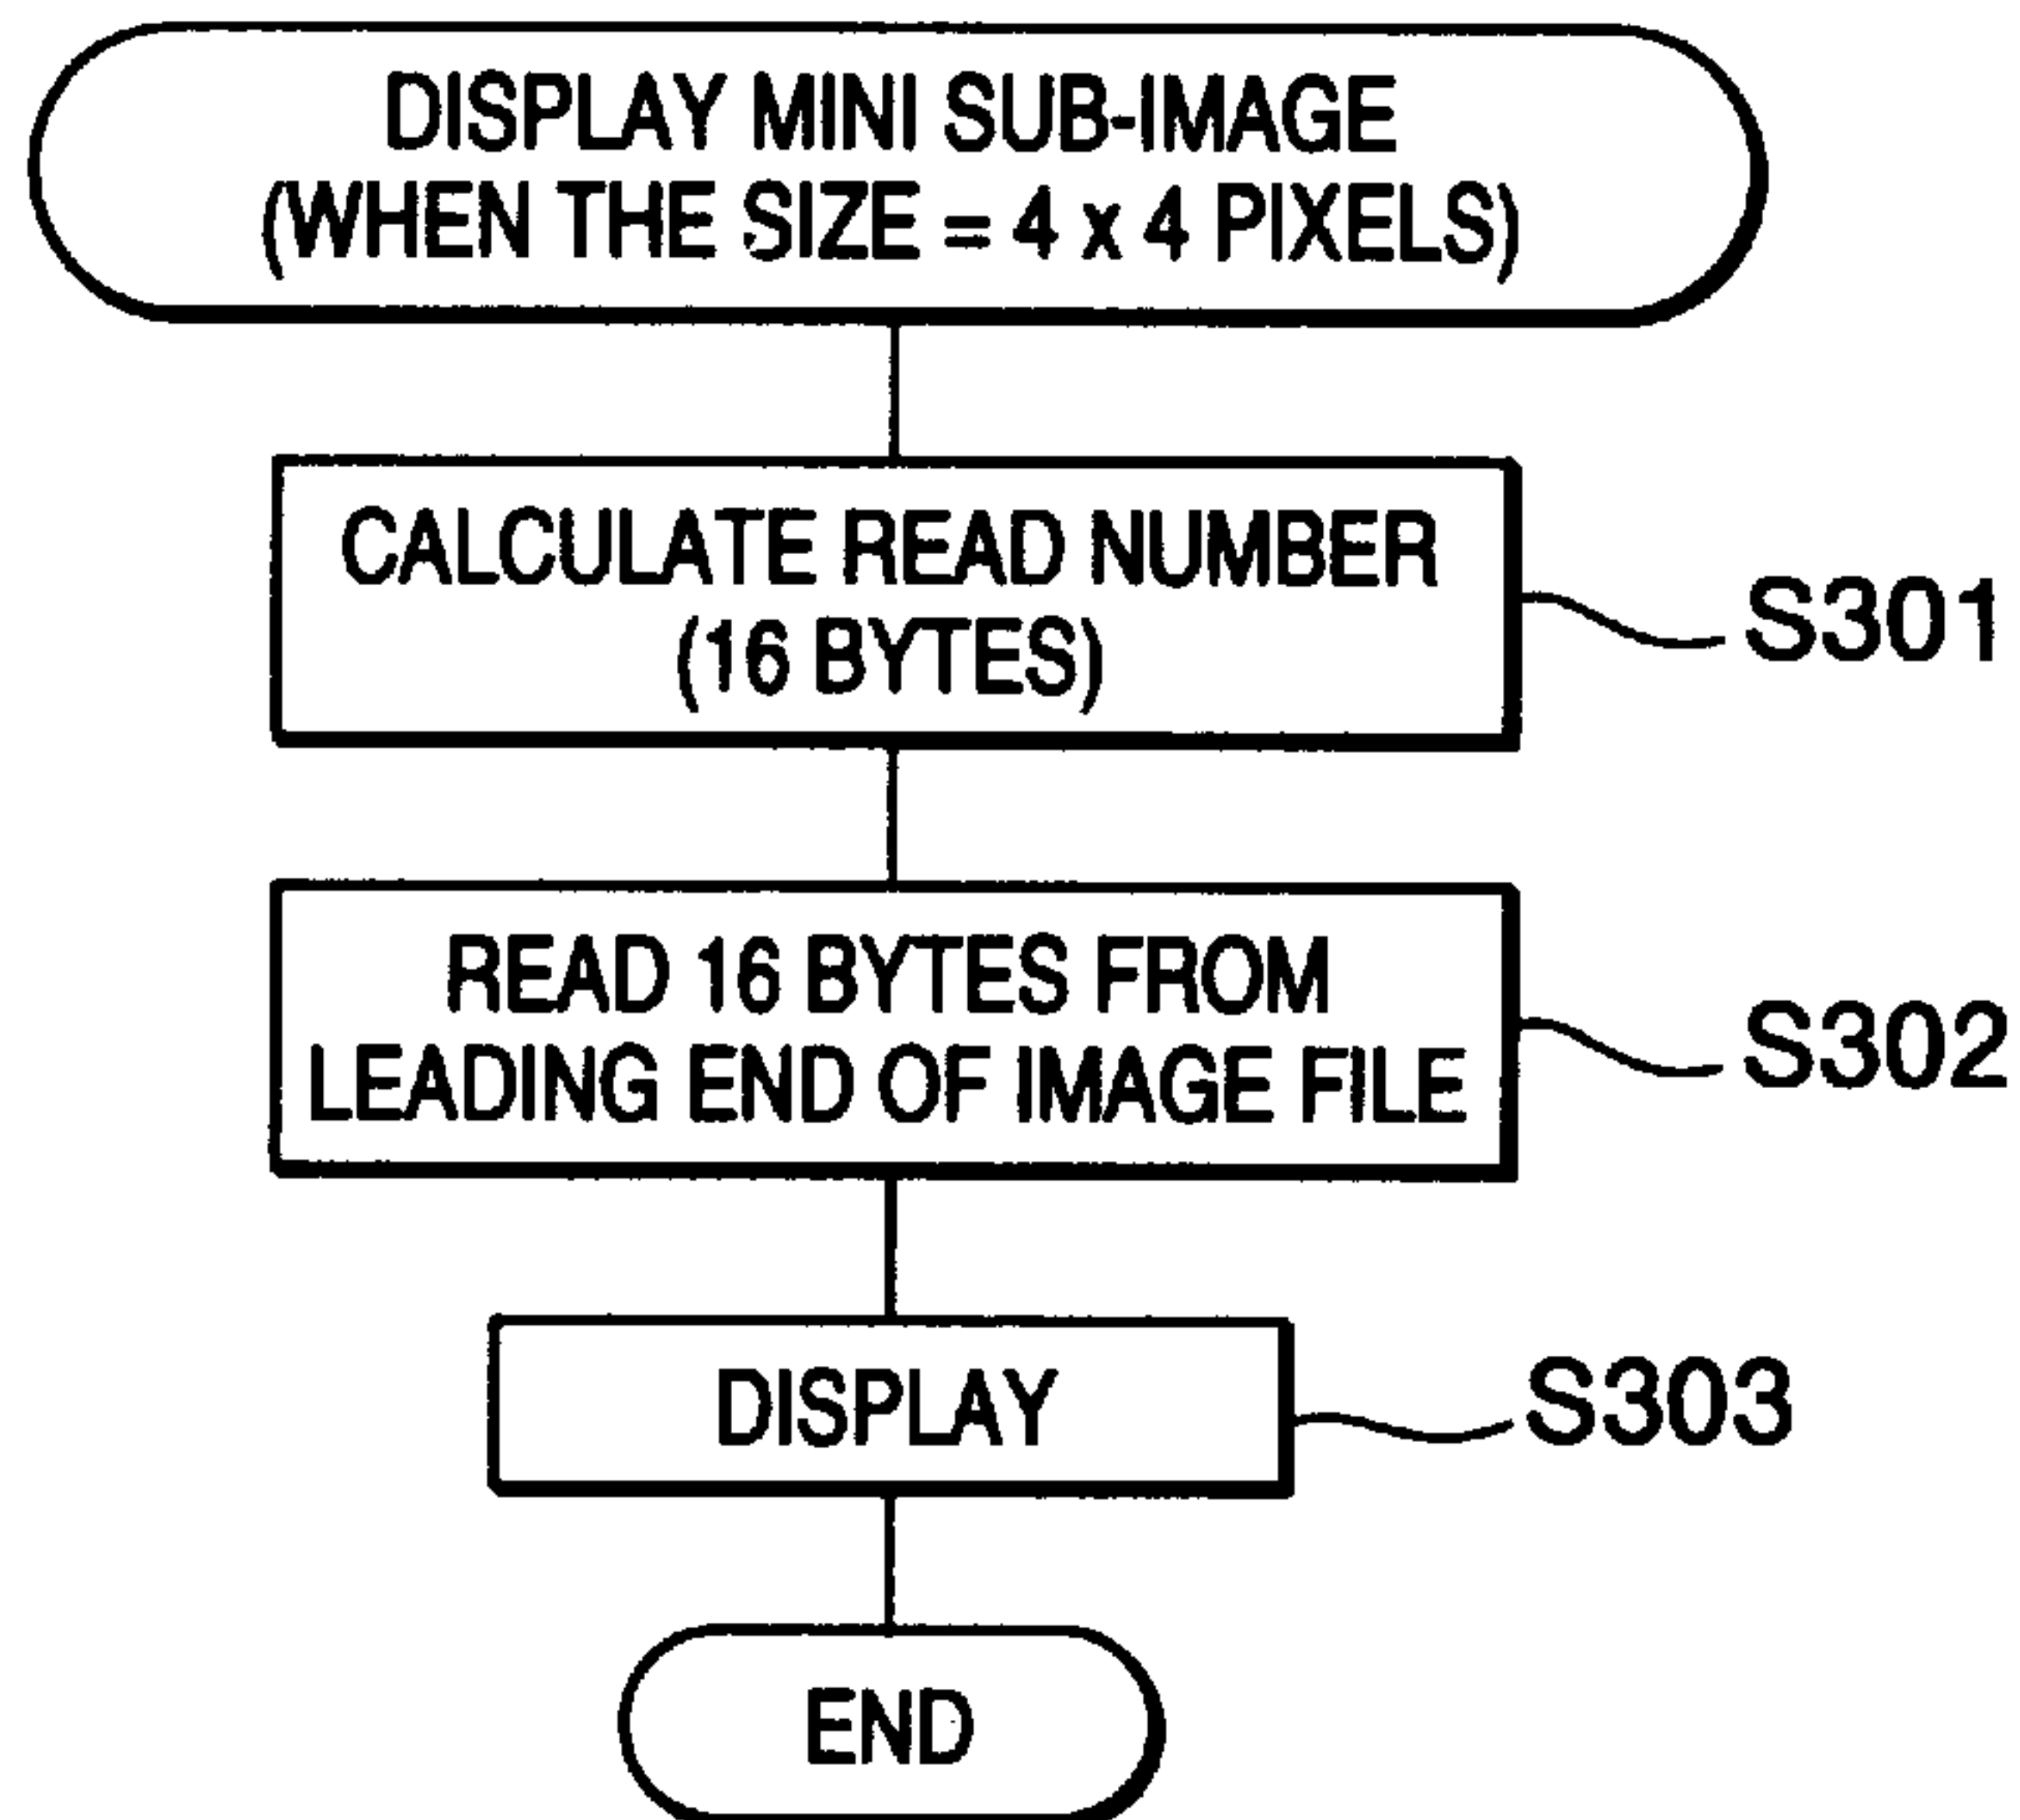 DISPLAY MINI SUB-IMAGE
(WHEN THE SIZE = 4 x 4 PIXELS)
CALCULATE READ NUMBER
(16 BYTES)
S301
READ 16 BYTES FROM
LEADING END OF IMAGE FILE
S302
DISPLAY
S303
END